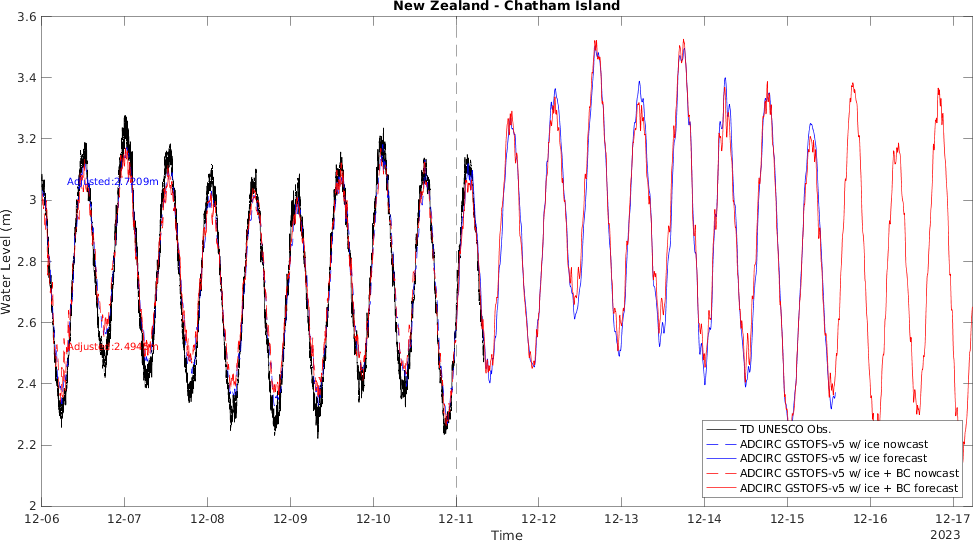 New Zealand - Chatham Island
3.6
3.4
3.2
3
2.8
2.6
2.4
2.2
2
Water Level (m)
Adjusted:2.7209m
TD UNESCO Obs.
ADCIRC GSTOFS-v5 w/ ice nowcast
ADCIRC GSTOFS-v5 w/ ice forecast
ADCIRC GSTOFS-v5 w/ ice + BC nowcast
ADCIRC GSTOFS-v5 w/ ice + BC forecast
12-06 12-07 12-08 12-09 12-10 12-11 12-12 12-13 12-14 12-15 12-16 12-17
Time
2023